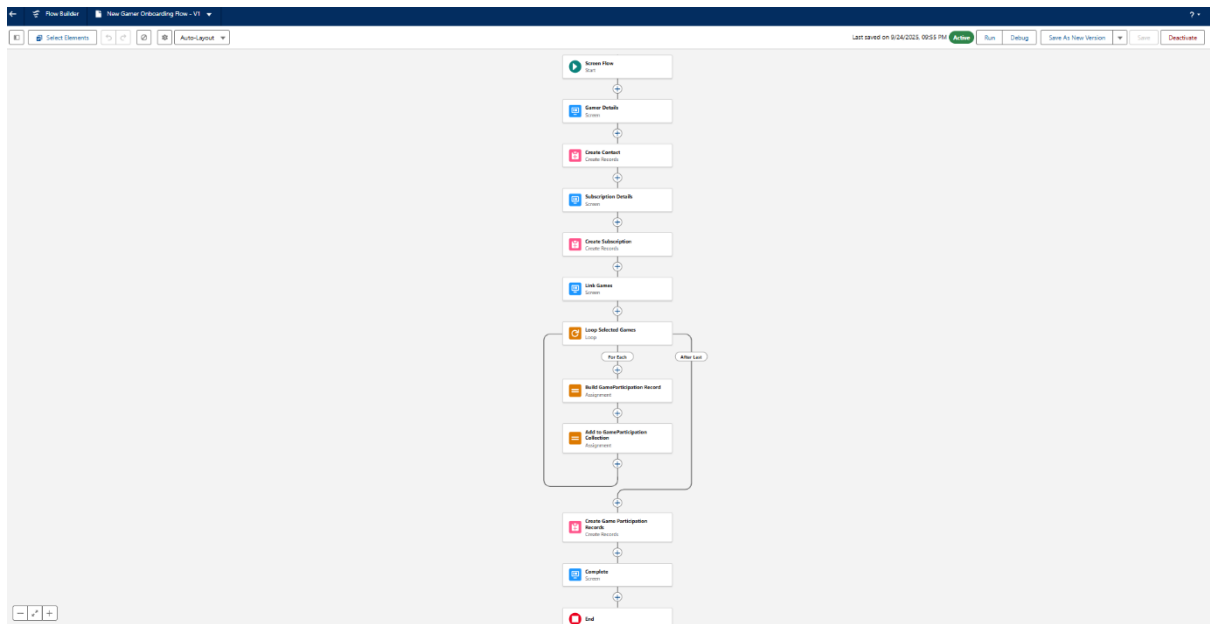 Flow Builder
New Gamer Onboarding Flow - V1
?
Select Elements
Auto-Layout
Last saved on 9/24/2025, 09:55 PM
Active
Run
Debug
Save As New Version
Save
Deactivate
Screen Flow
Start
Gamer Details
Screen
Create Contact
Create Records
Subscription Details
Screen
Create Subscription
Create Records
Link Games
Screen
Loop Selected Games
Loop
For Each
After Last
Build GameParticipation Record
Assignment
Add to GameParticipation
Collection
Assignment
Create Game Participation
Records
Create Records
Complete
Screen
End